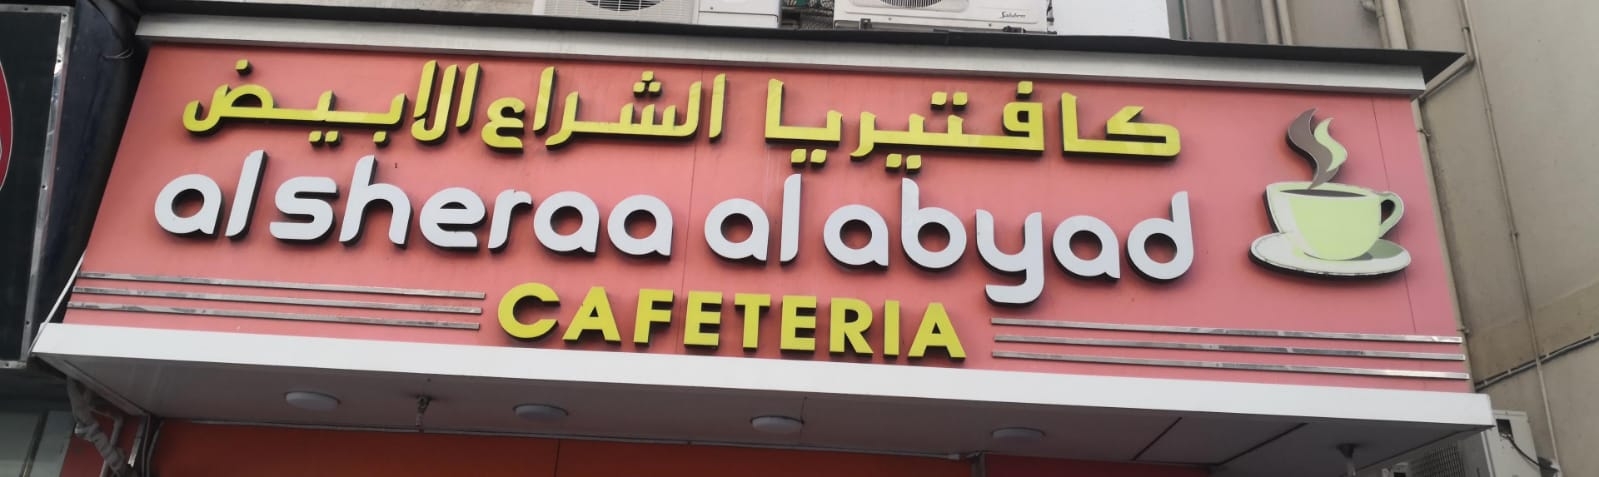 كافتيريا الشراع الابيض
al sheraa al abyad
CAFETERIA